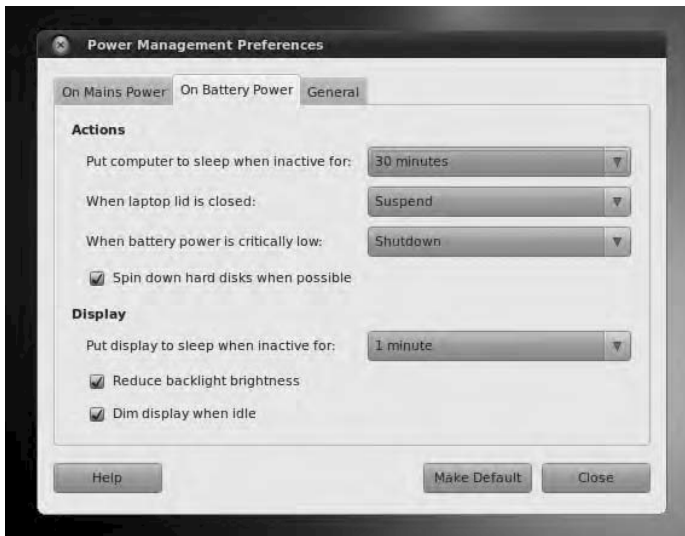 Power Management Preferences
On Mains Power On Battery Power General
Actions
Put computer to sleep when inactive for: 30 minutes
When laptop lid is closed: Suspend
When battery power is critically low: Shutdown
Spin down hard disks when possible
Display
Put display to sleep when inactive for: 1 minute
Reduce backlight brightness
Dim display when idle
Help Make Default Close